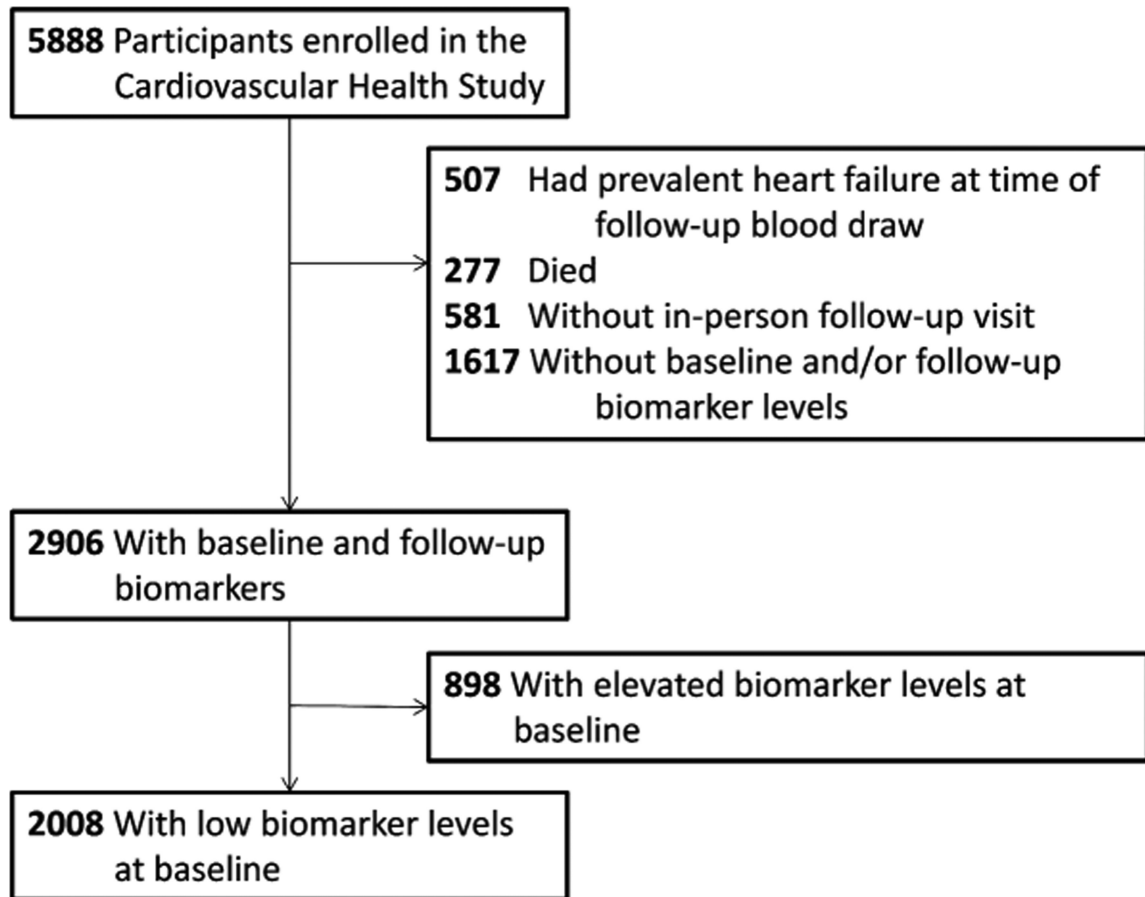 5888 Participants enrolled in the
Cardiovascular Health Study
507 Had prevalent heart failure at time of
follow-up blood draw
277 Died
581 Without in-person follow-up visit
1617 Without baseline and/or follow-up
biomarker levels
2906 With baseline and follow-up
biomarkers
898 With elevated biomarker levels at
baseline
2008 With low biomarker levels
at baseline